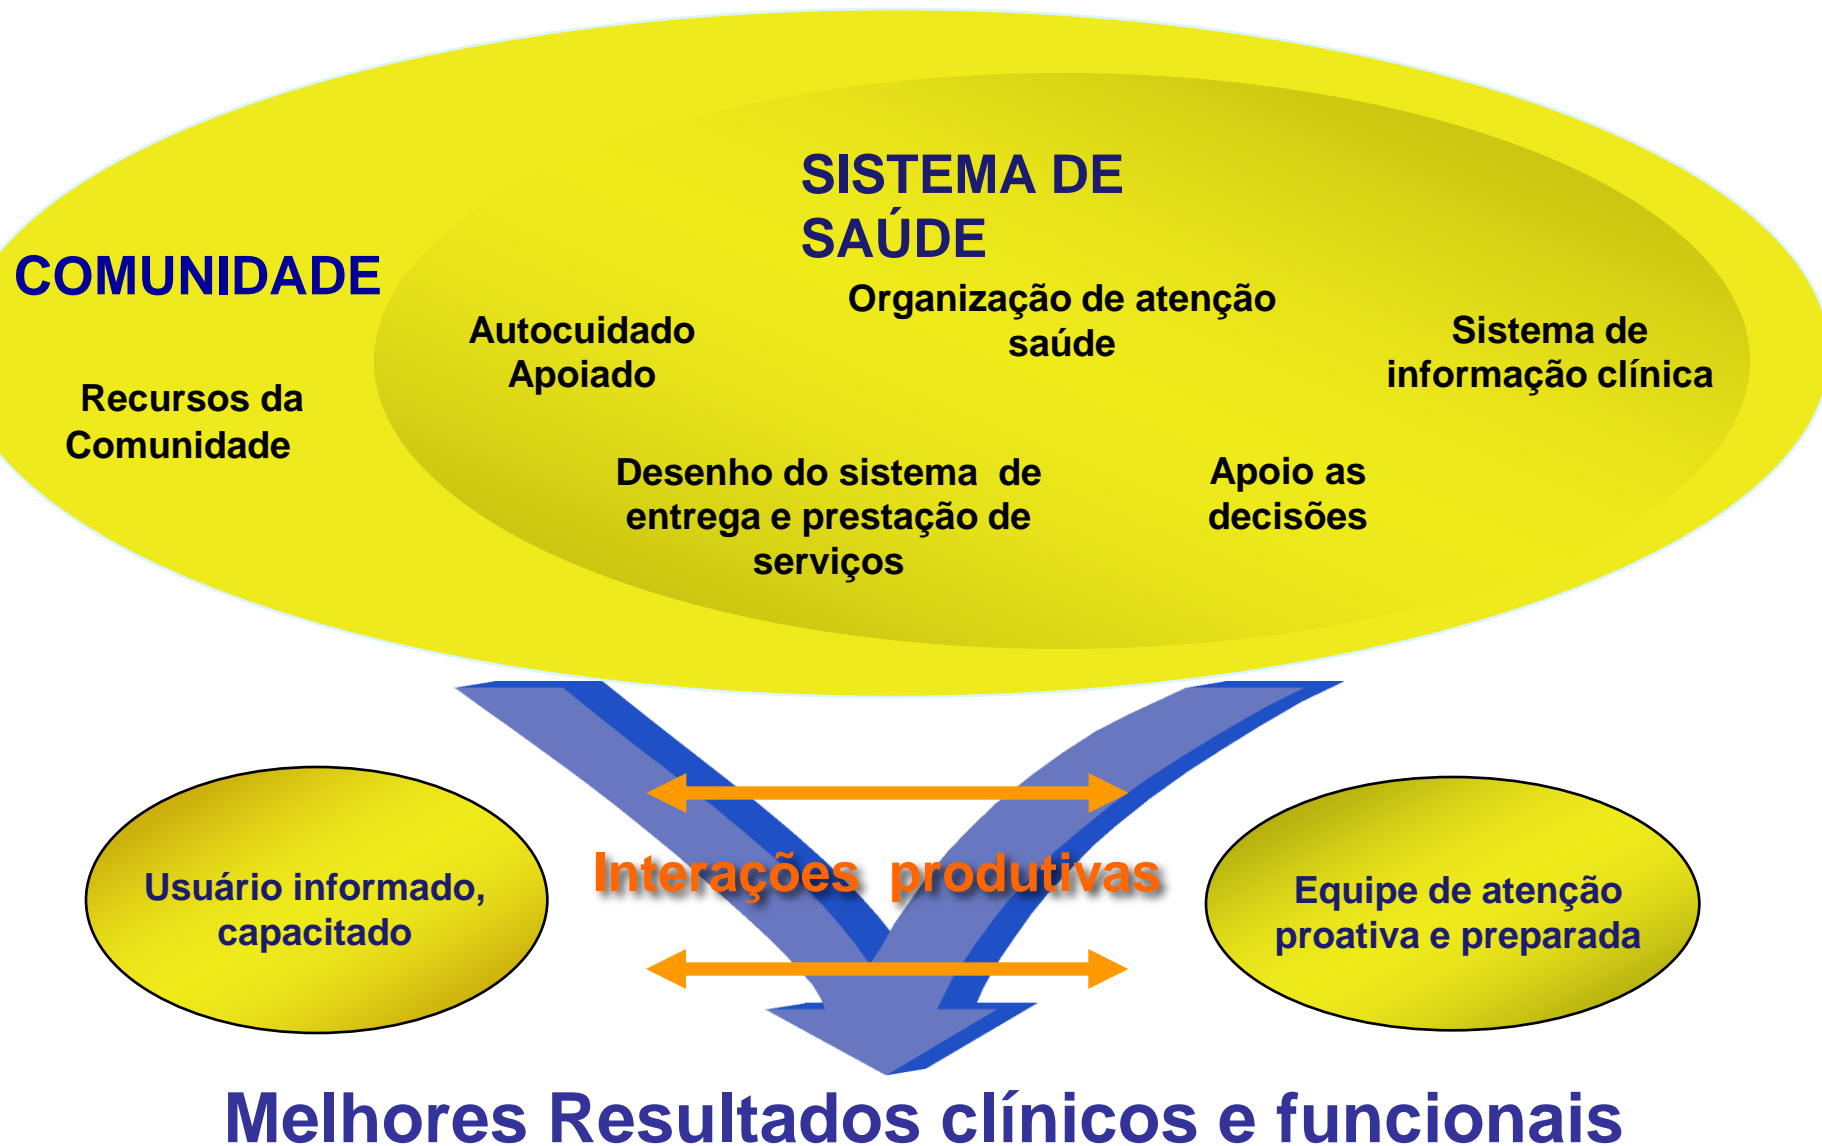 SISTEMA DE
SAÚDE
COMUNIDADE
Organização de atenção
saúde
Autocuidado
Apoiado
Sistema de
informação clínica
Recursos da
Comunidade
Desenho do sistema  de
entrega e prestação de
serviços
Apoio as
decisões
Interações  produtivas
Usuário informado,
capacitado
Equipe de atenção
proativa e preparada
Melhores Resultados clínicos e funcionais